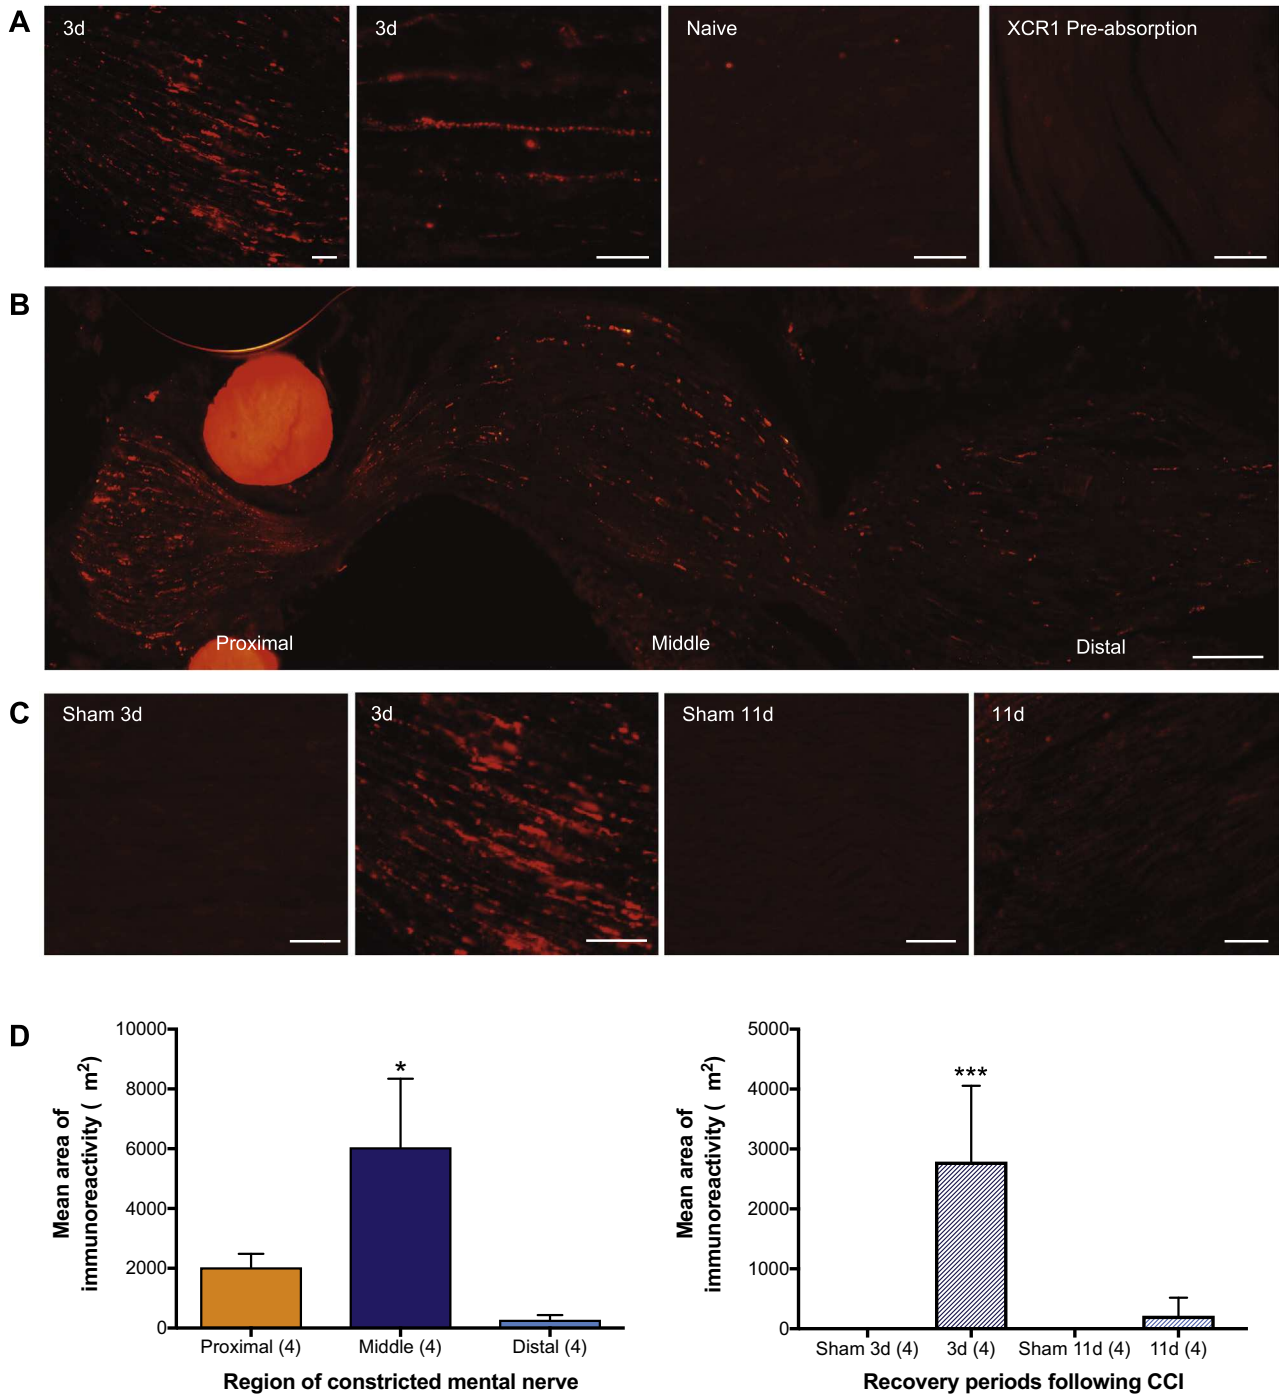 A
3d
3d
Naive
XCR1 Pre-absorption
B
Proximal
Middle
Distal
C
Sham 3d
3d
Sham 11d
11d
D
Mean area of
immunoreactivity ( m²)
10000
8000
6000
4000
2000
0
*
Proximal (4)
Middle (4)
Distal (4)
Region of constricted mental nerve
Mean area of
immunoreactivity ( m²)
5000
4000
3000
2000
1000
0
***
Sham 3d (4)
3d (4)
Sham 11d (4)
11d (4)
Recovery periods following CCI